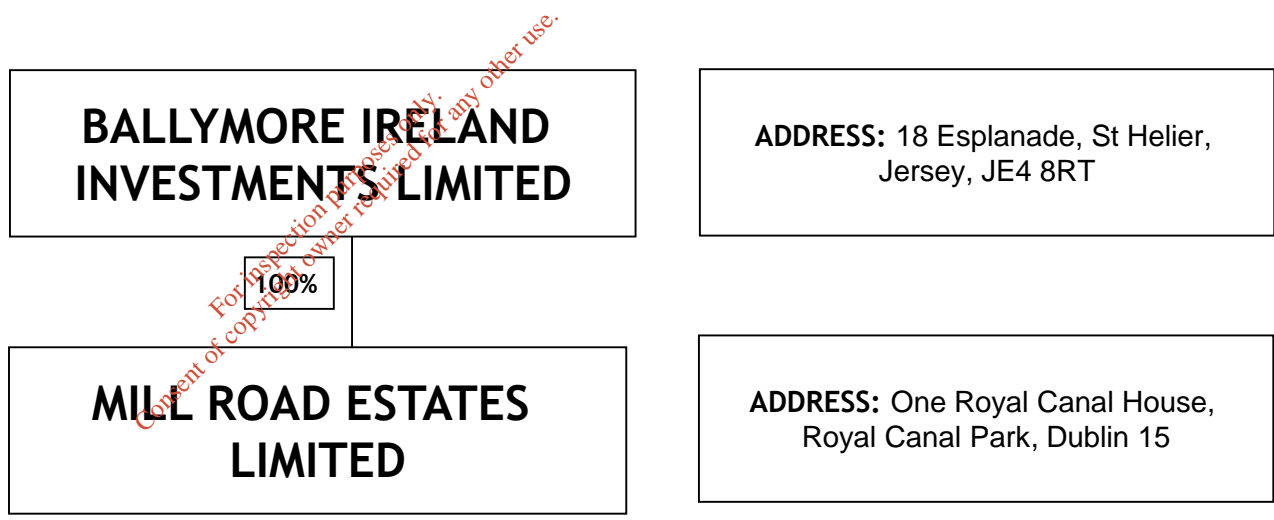 BALLYMORE IRELAND
INVESTMENTS LIMITED
ADDRESS: 18 Esplanade, St Helier,
Jersey, JE4 8RT
100%
MILL ROAD ESTATES
LIMITED
ADDRESS: One Royal Canal House,
Royal Canal Park, Dublin 15
For inspection purposes only.
Consent of copyright owner required for any other use.